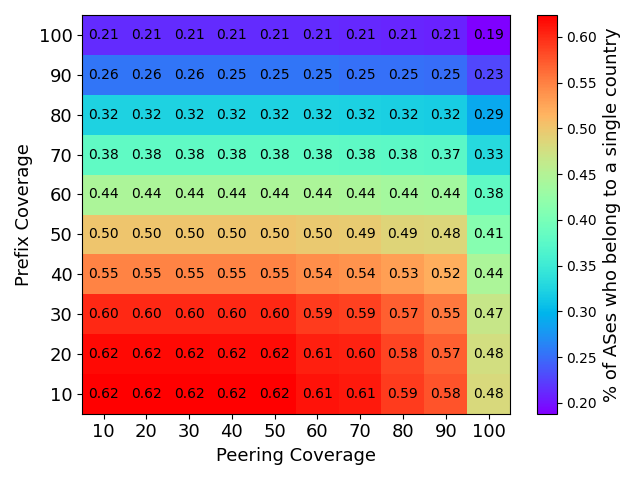 100 0.21 0.21 0.21 0.21 0.21 0.21 0.21 0.21 0.21 0.19
90 0.26 0.26 0.26 0.25 0.25 0.25 0.25 0.25 0.25 0.23
80 0.32 0.32 0.32 0.32 0.32 0.32 0.32 0.32 0.32 0.29
70 0.38 0.38 0.38 0.38 0.38 0.38 0.38 0.38 0.37 0.33
60 0.44 0.44 0.44 0.44 0.44 0.44 0.44 0.44 0.44 0.38
50 0.50 0.50 0.50 0.50 0.50 0.50 0.49 0.49 0.48 0.41
40 0.55 0.55 0.55 0.55 0.55 0.54 0.54 0.53 0.52 0.44
30 0.60 0.60 0.60 0.60 0.60 0.59 0.59 0.57 0.55 0.47
20 0.62 0.62 0.62 0.62 0.62 0.61 0.60 0.58 0.57 0.48
10 0.62 0.62 0.62 0.62 0.62 0.61 0.61 0.59 0.58 0.48
10 20 30 40 50 60 70 80 90 100
Peering Coverage
Prefix Coverage
0.60
0.55
0.50
0.45
0.40
0.35
0.30
0.25
0.20
% of ASes who belong to a single country